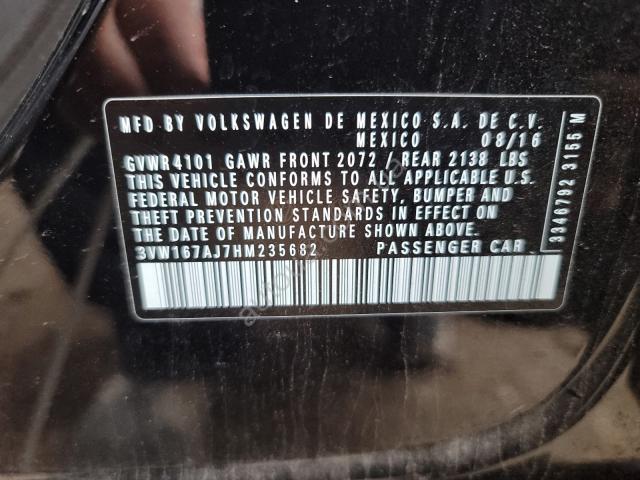 MFD BY VOLKSWAGEN DE MEXICO S.A. DE C.V.
MEXICO 08/16
GVWR4101 GAWR FRONT 2072 / REAR 2138 LBS
THIS VEHICLE CONFORMS TO ALL APPLICABLE U.S.
FEDERAL MOTOR VEHICLE SAFETY, BUMPER AND
THEFT PREVENTION STANDARDS IN EFFECT ON
THE DATE OF MANUFACTURE SHOWN ABOVE.
3VW167AJ7HM235682 PASSENGER CAR
3346792 3155 M